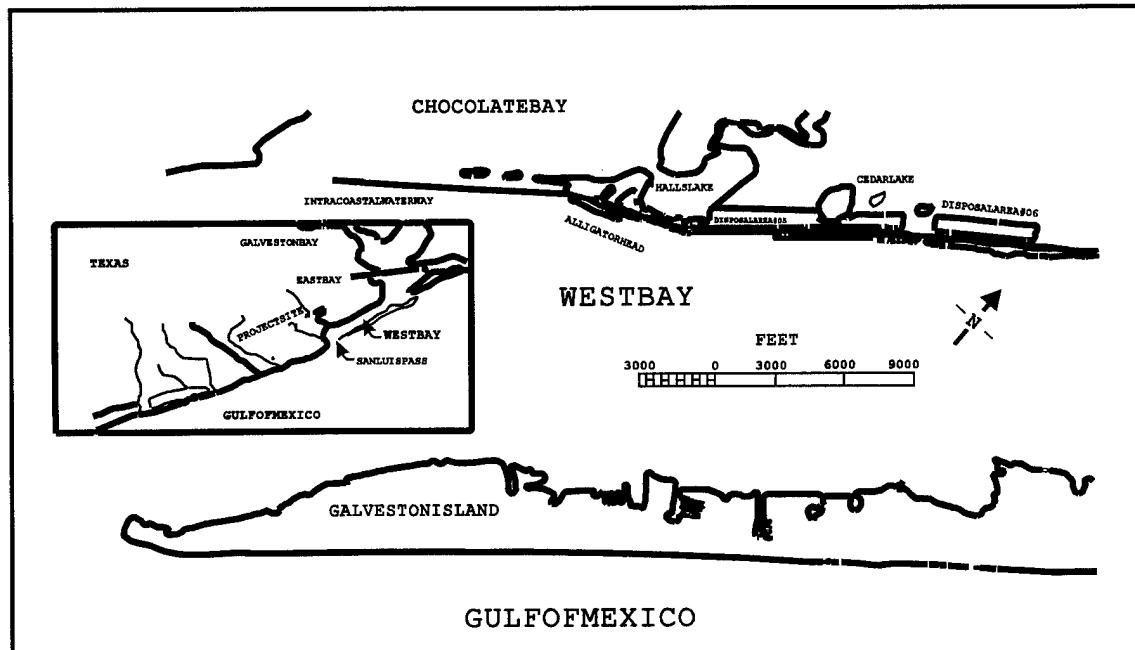 CHOCOLATEBAY
HALLSLAKE
CEDARLAKE
INTRACOASTALWATERWAY
ALLIGATORHEAD
DISPOSALAREA#06
GALVESTONBAY
TEXAS
EASTBAY
PROJECTSITE
WESTBAY
SANLUISPASS
GULFOFMEXICO
WESTBAY
N
FEET
3000 0 3000 6000 9000
GALVESTONISLAND
GULFOFMEXICO